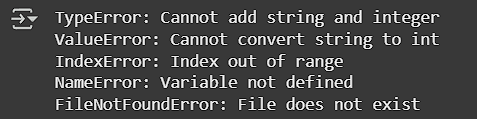 TypeError: Cannot add string and integer
ValueError: Cannot convert string to int
IndexError: Index out of range
NameError: Variable not defined
FileNotFoundError: File does not exist